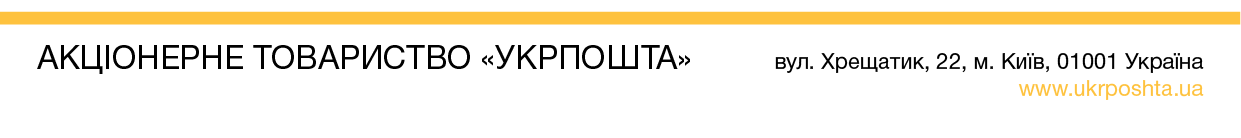 АКЦІОНЕРНЕ ТОВАРИСТВО «УКРПОШТА»
вул. Хрещатик, 22, м. Київ, 01001 Україна
www.ukrposhta.ua